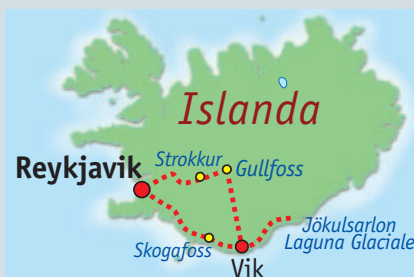 Islanda
Reykjavik
Strokkur
Gullfoss
Skogafoss
Jökulsarlon
Laguna Glaciale
Vik